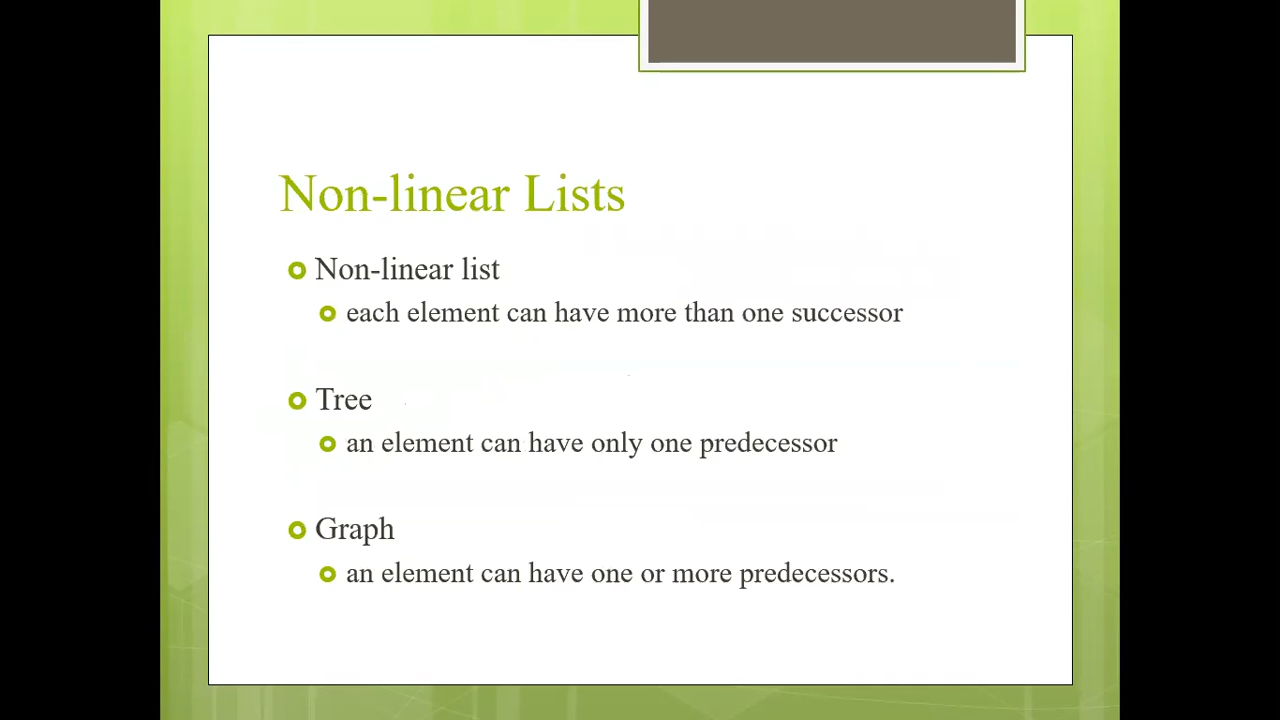 Non-linear Lists
Non-linear list
each element can have more than one successor
Tree
an element can have only one predecessor
Graph
an element can have one or more predecessors.